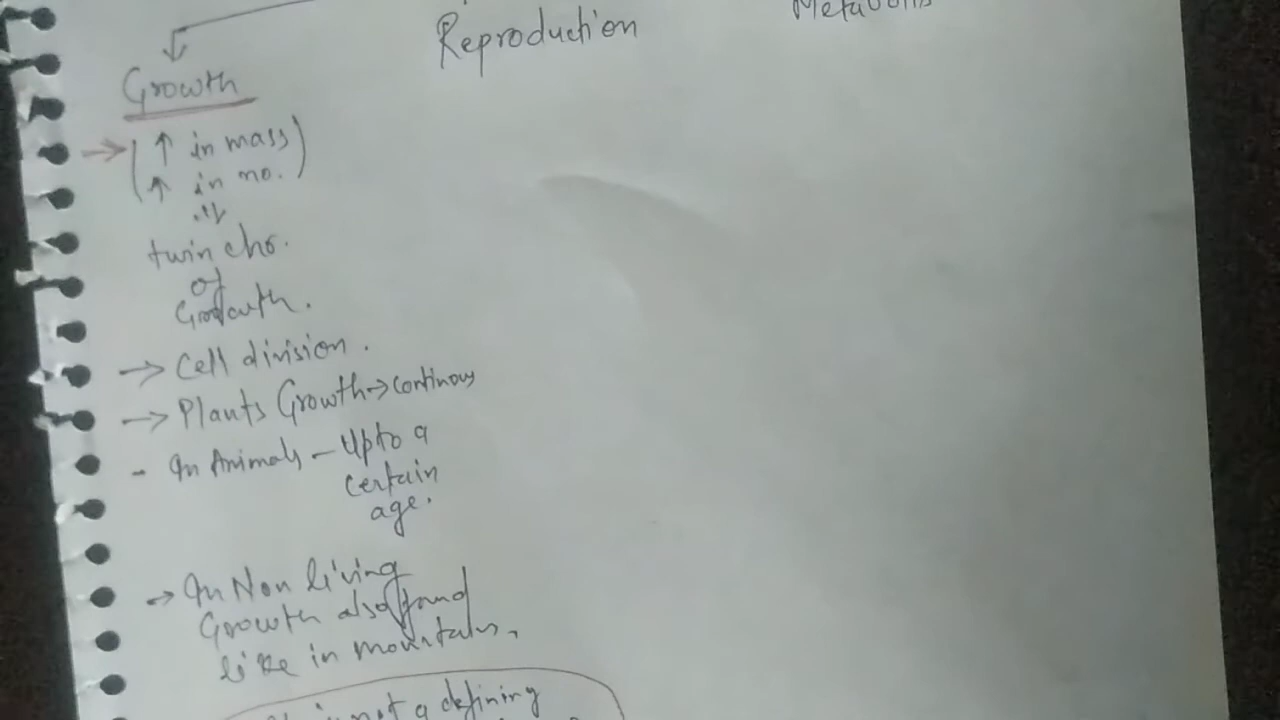 Reproduction
Growth
↑ in mass
↑ in no.
twin cha.
of
Growth.
→ Cell division.
→ Plants Growth → continous
- In Animals - Upto a
certain
age.
→ In Non living
Growth also found
like in mountains,
not a defining